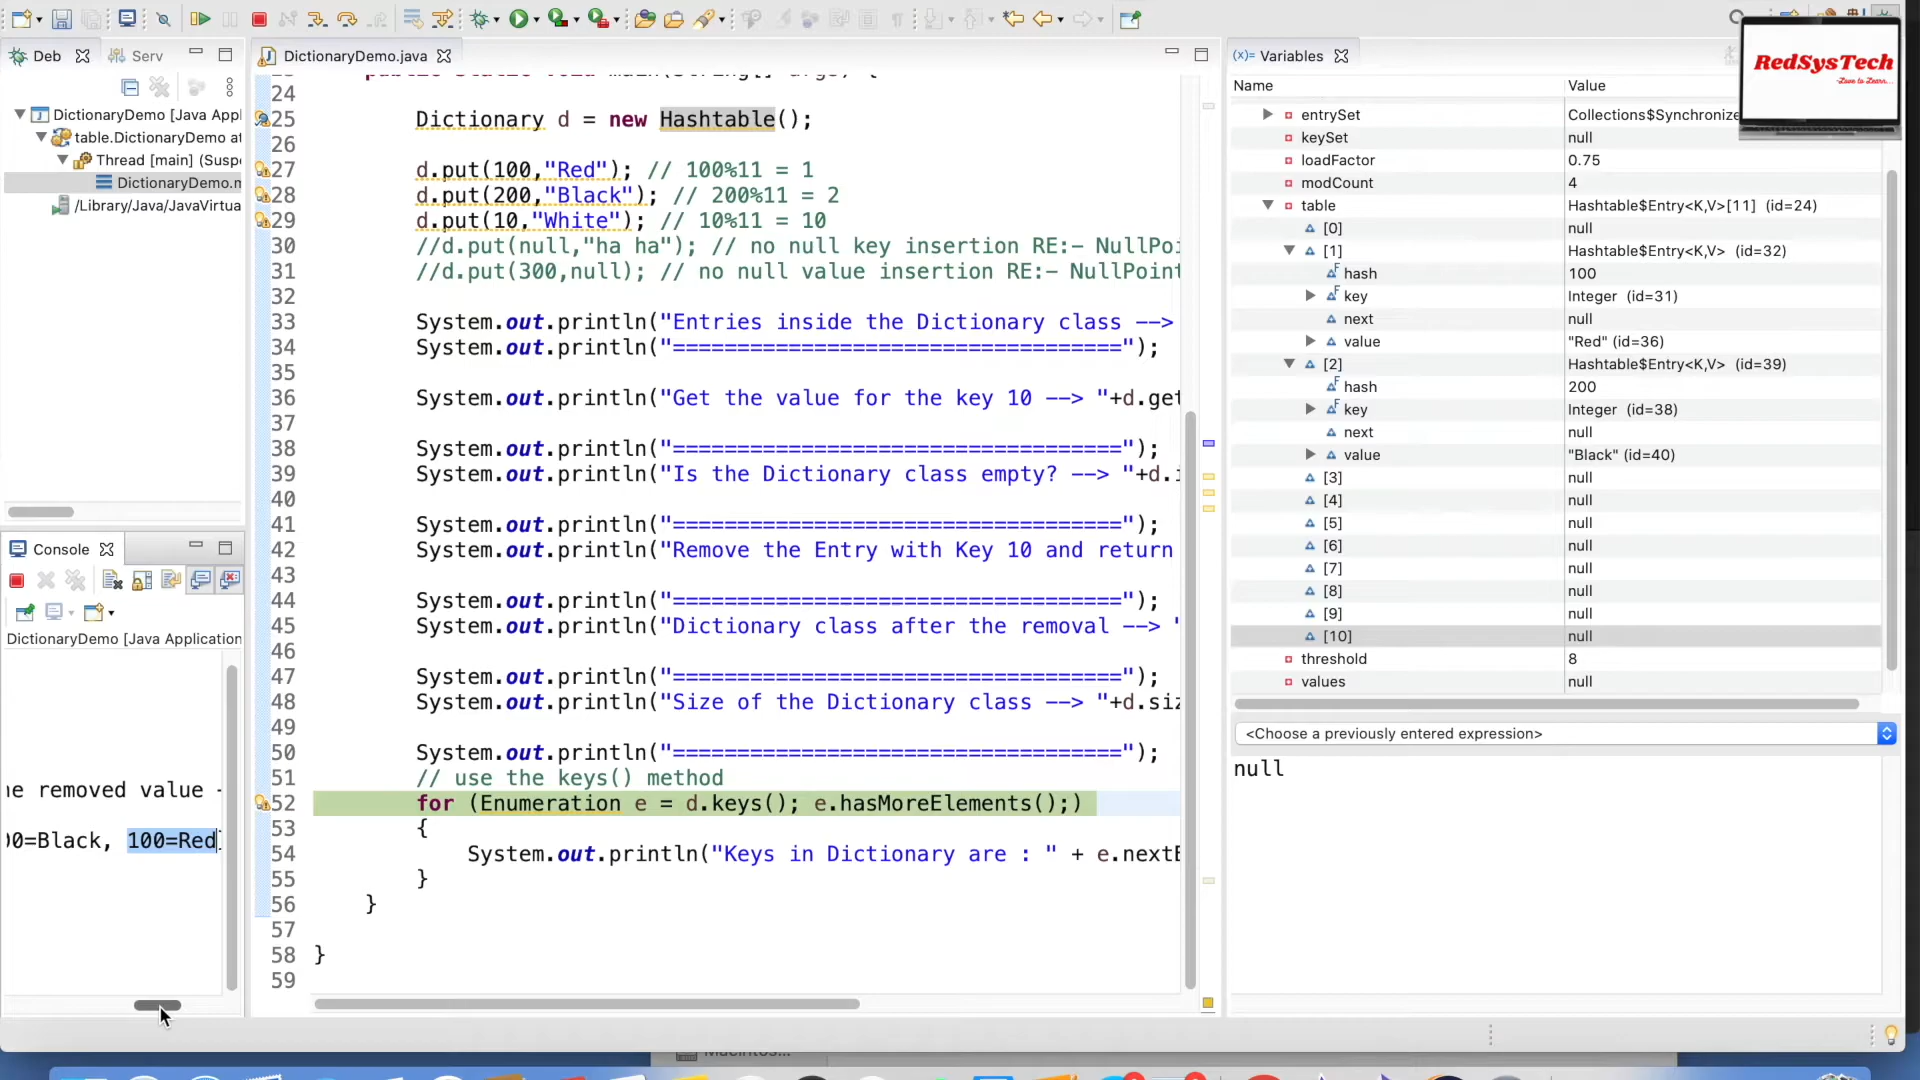 Deb
Serv
DictionaryDemo [Java Appl
table.DictionaryDemo at
Thread [main] (Suspe
DictionaryDemo.m
/Library/Java/JavaVirtua
Console
DictionaryDemo [Java Application
ne removed value -
00=Black, 100=Red
DictionaryDemo.java
24
25 Dictionary d = new Hashtable();
26
27 d.put(100,"Red"); // 100%11 = 1
28 d.put(200,"Black"); // 200%11 = 2
29 d.put(10,"White"); // 10%11 = 10
30 //d.put(null,"ha ha"); // no null key insertion RE:- NullPoi
31 //d.put(300,null); // no null value insertion RE:- NullPoint
32
33 System.out.println("Entries inside the Dictionary class -->
34 System.out.println("===================================");
35
36 System.out.println("Get the value for the key 10 --> "+d.get
37
38 System.out.println("===================================");
39 System.out.println("Is the Dictionary class empty? --> "+d.i
40
41 System.out.println("===================================");
42 System.out.println("Remove the Entry with Key 10 and return
43
44 System.out.println("===================================");
45 System.out.println("Dictionary class after the removal --> "
46
47 System.out.println("===================================");
48 System.out.println("Size of the Dictionary class --> "+d.siz
49
50 System.out.println("===================================");
51 // use the keys() method
52 for (Enumeration e = d.keys(); e.hasMoreElements();)
53 {
54 System.out.println("Keys in Dictionary are : " + e.nextE
55 }
56 }
57
58 }
59
(x)= Variables
Name Value
entrySet Collections$Synchronize
keySet null
loadFactor 0.75
modCount 4
table Hashtable$Entry<K,V>[11] (id=24)
[0] null
[1] Hashtable$Entry<K,V> (id=32)
hash 100
key Integer (id=31)
next null
value "Red" (id=36)
[2] Hashtable$Entry<K,V> (id=39)
hash 200
key Integer (id=38)
next null
value "Black" (id=40)
[3] null
[4] null
[5] null
[6] null
[7] null
[8] null
[9] null
[10] null
threshold 8
values null
<Choose a previously entered expression>
null
RedSysTech
-Love to Learn...